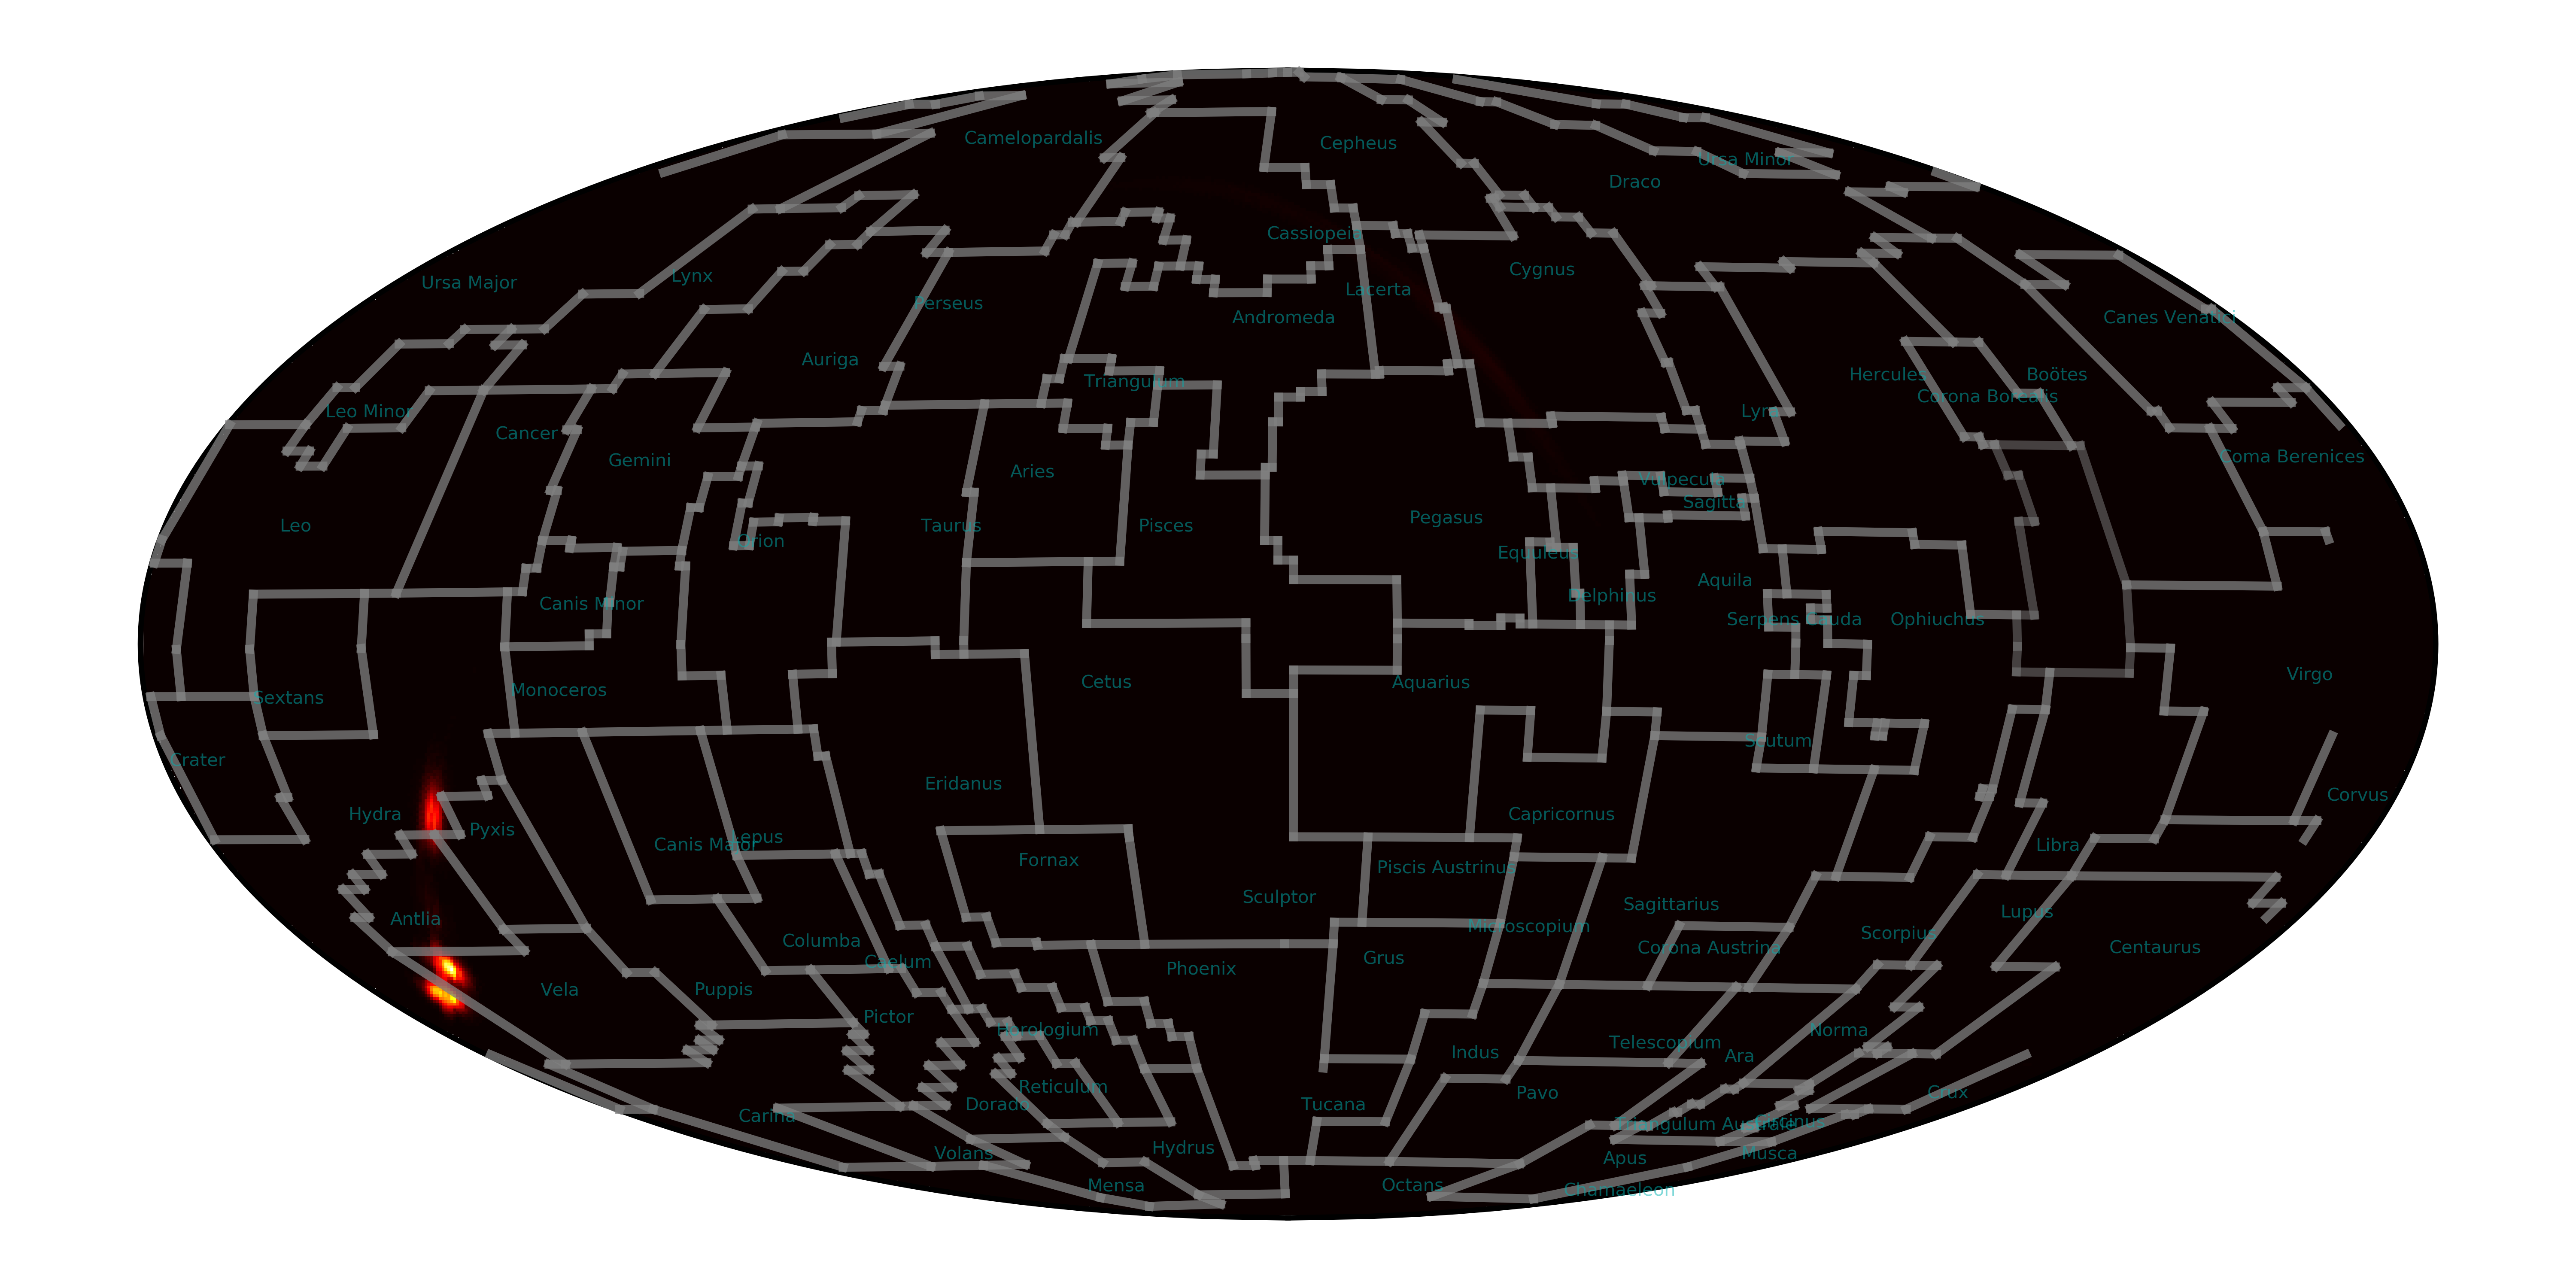 Camelopardalis
Cepheus
Ursa Minor
Draco
Cassiopeia
Cygnus
Ursa Major
Lynx
Lacerta
Perseus
Andromeda
Canes Venatici
Auriga
Triangulum
Hercules
Boötes
Corona Borealis
Leo Minor
Lyra
Cancer
Gemini
Coma Berenices
Aries
Vulpecula
Sagitta
Pegasus
Leo
Taurus
Pisces
Orion
Equuleus
Aquila
Delphinus
Canis Minor
Serpens Cauda
Ophiuchus
Virgo
Cetus
Aquarius
Monoceros
Sextans
Scutum
Crater
Eridanus
Corvus
Hydra
Capricornus
Pyxis
Lepus
Canis Major
Libra
Fornax
Piscis Austrinus
Sculptor
Sagittarius
Lupus
Antlia
Microscopium
Scorpius
Columba
Corona Austrina
Centaurus
Caelum
Grus
Phoenix
Vela
Puppis
Pictor
Horologium
Norma
Telescopium
Indus
Ara
Reticulum
Pavo
Crux
Dorado
Tucana
Carina
Circinus
Triangulum Australe
Hydrus
Volans
Musca
Apus
Mensa
Octans
Chamaeleon